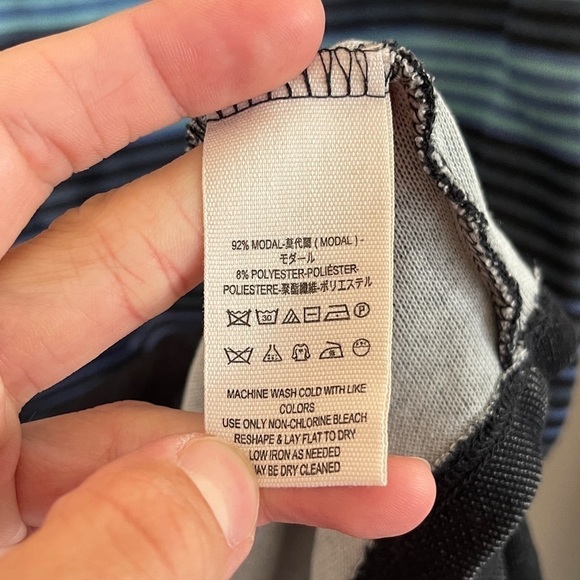 92% MODAL-莫代爾 ( MODAL ) -
モダール
8% POLYESTER-POLIÉSTER-
POLIESTERE-聚酯纖維-ポリエステル
30 P
MACHINE WASH COLD WITH LIKE
COLORS
USE ONLY NON-CHLORINE BLEACH
RESHAPE & LAY FLAT TO DRY
LOW IRON AS NEEDED
MAY BE DRY CLEANED